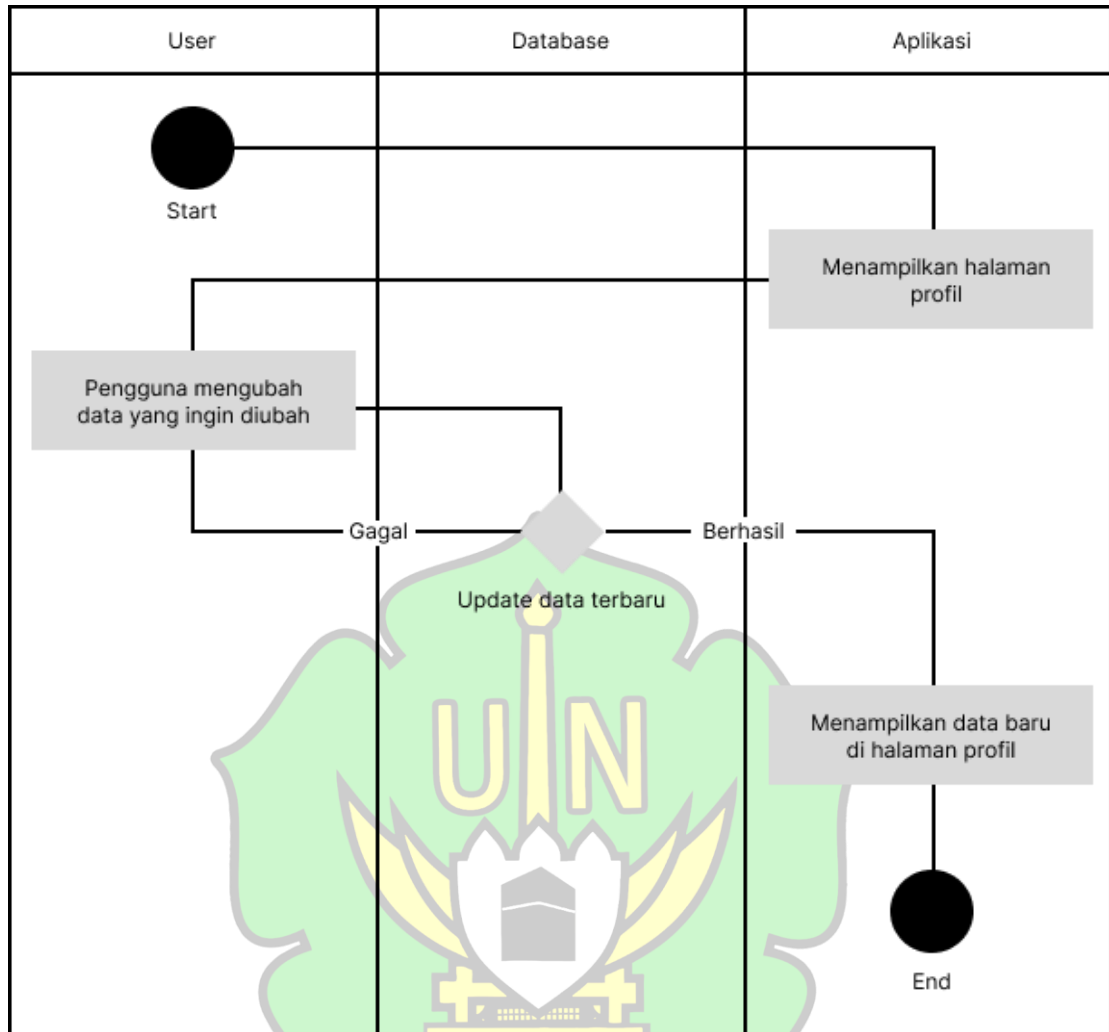 User
Database
Aplikasi
Start
Menampilkan halaman
profil
Pengguna mengubah
data yang ingin diubah
Gagal
Berhasil
Update data terbaru
UIN
Menampilkan data baru
di halaman profil
End